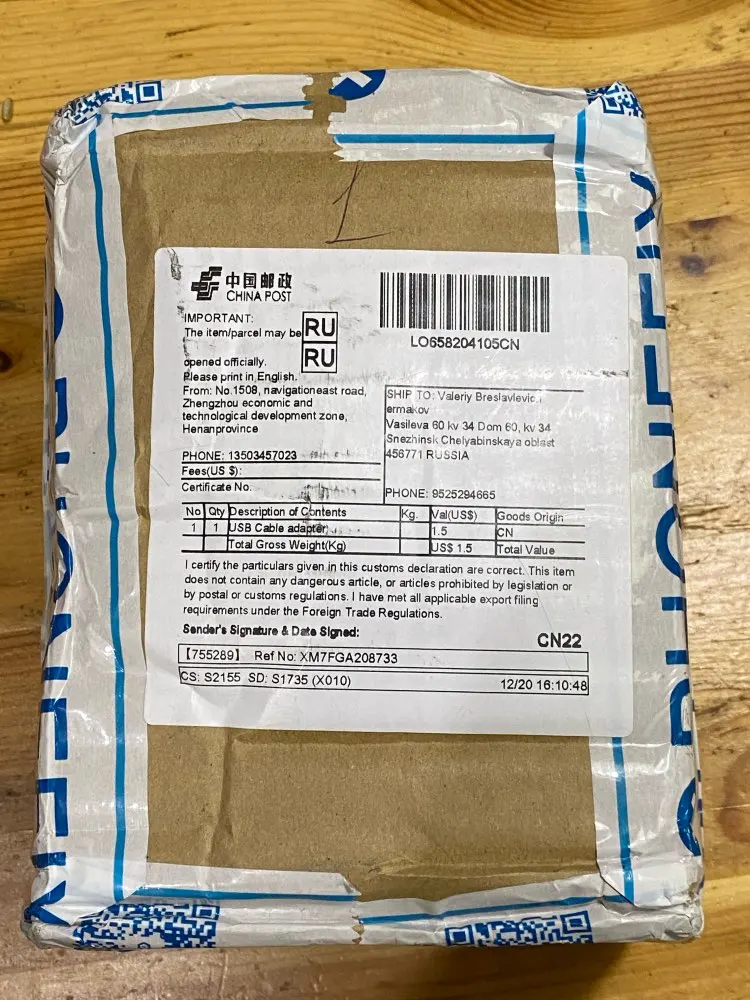 中国邮政
CHINA POST
LO658204105CN
IMPORTANT:
The item/parcel may be RU
RU
opened officially.
Please print in English.
From: No.1508, navigationeast road,
Zhengzhou economic and
technological development zone,
Henanprovince
PHONE: 13503457023
Fees(US $):
Certificate No.
SHIP TO: Valeriy Breslavlevich
ermakov
Vasileva 60 kv 34 Dom 60, kv 34
Snezhinsk Chelyabinskaya oblast
456771 RUSSIA
PHONE: 9525294665
No Qty Description of Contents Kg. Val(US$) Goods Origin
1 1 USB Cable adapter 1.5 CN
Total Gross Weight(Kg) US$ 1.5 Total Value
I certify the particulars given in this customs declaration are correct. This item
does not contain any dangerous article, or articles prohibited by legislation or
by postal or customs regulations. I have met all applicable export filing
requirements under the Foreign Trade Regulations.
Sender's Signature & Date Signed:
CN22
【755289】 Ref No: XM7FGA208733
CS: S2155 SD: S1735 (X010) 12/20 16:10:48